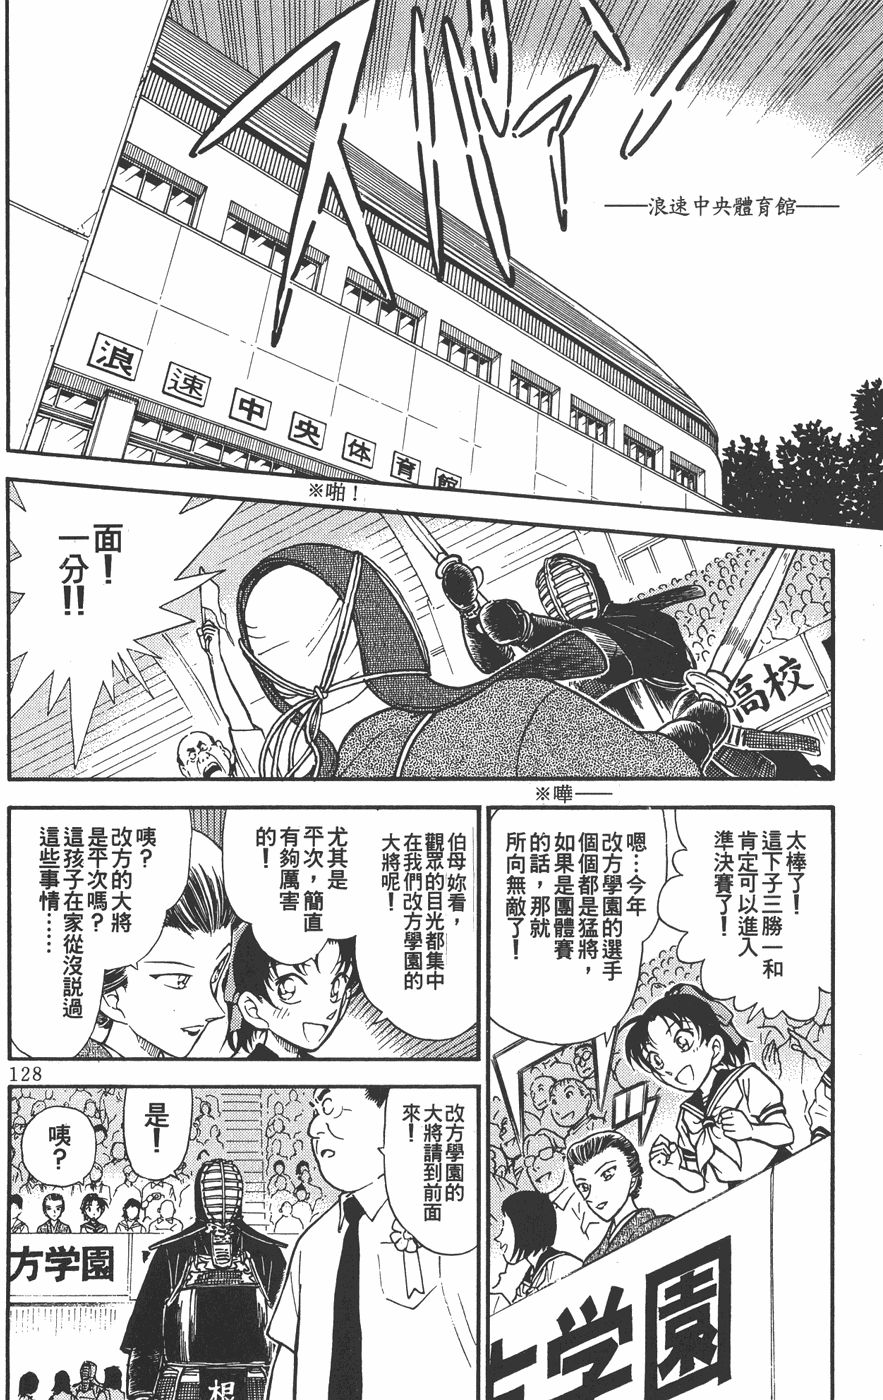 スパァン
——浪速中央體育館——
浪速中央体育館
※啪！
面！
一分!!
高校
※嘩——
太棒了！
這下子三勝一和
肯定可以進入
準決賽了！
嗯…今年
改方學園的選手
個個都是猛將，
如果是團體賽
的話，那就
所向無敵了！
方学園
伯母妳看，
觀眾的目光都集中
在我們改方學園的
大將呢！
尤其是
平次，簡直
有夠厲害
的！
咦？
改方的大將
是平次嗎？
這孩子在家從沒說過
這些事情……
128
改方學園的
大將請到前面
來！
是！
咦？
方学園
根